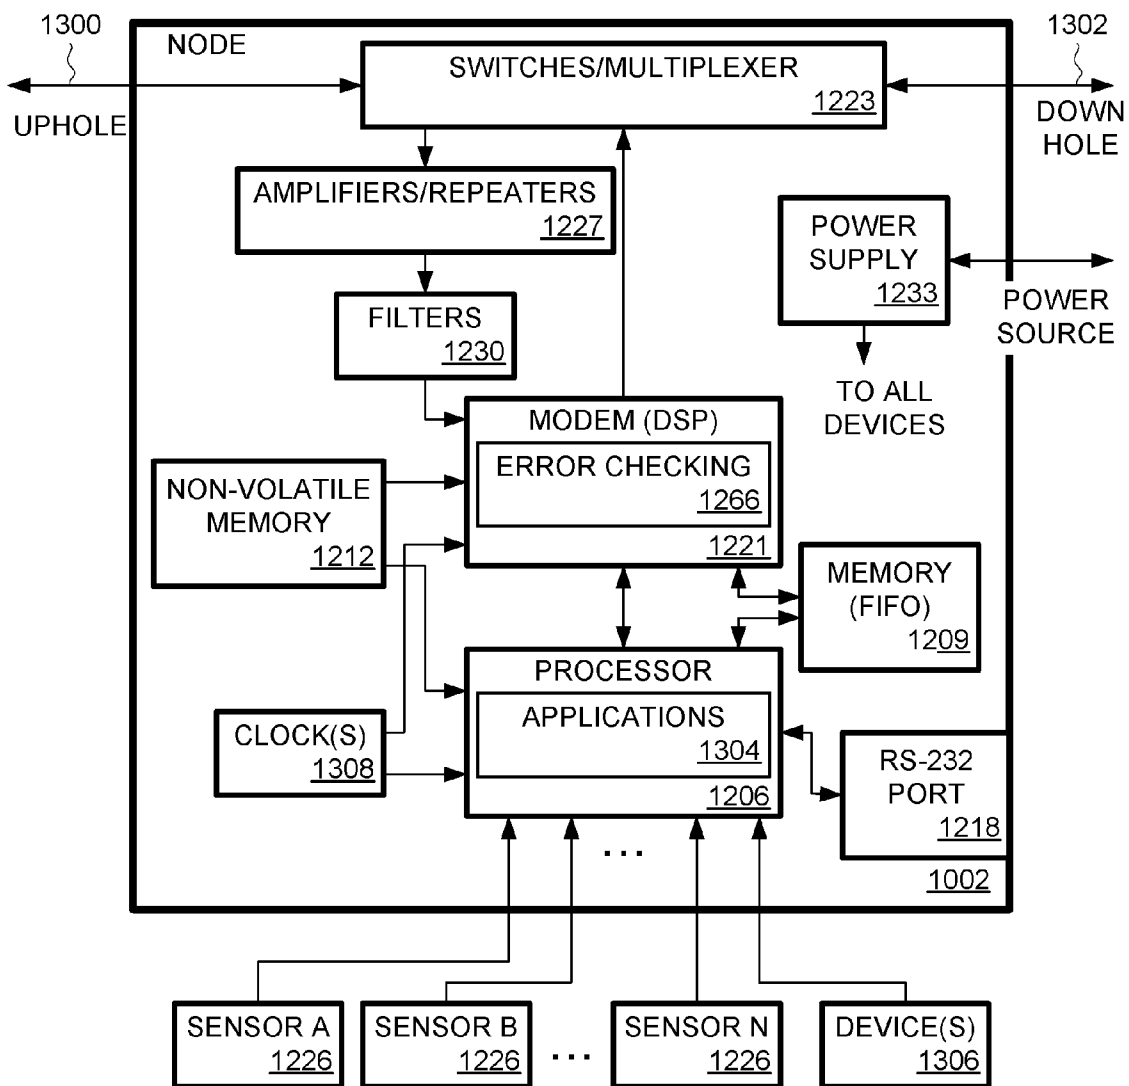 1300
NODE
1302
SWITCHES/MULTIPLEXER
1223
UPHOLE
DOWN
HOLE
AMPLIFIERS/REPEATERS
1227
POWER
SUPPLY
1233
FILTERS
1230
POWER
SOURCE
TO ALL
DEVICES
MODEM (DSP)
ERROR CHECKING
1266
1221
NON-VOLATILE
MEMORY
1212
MEMORY
(FIFO)
1209
PROCESSOR
APPLICATIONS
1304
1206
CLOCK(S)
1308
RS-232
PORT
1218
...
1002
SENSOR A
1226
SENSOR B
1226
...
SENSOR N
1226
DEVICE(S)
1306